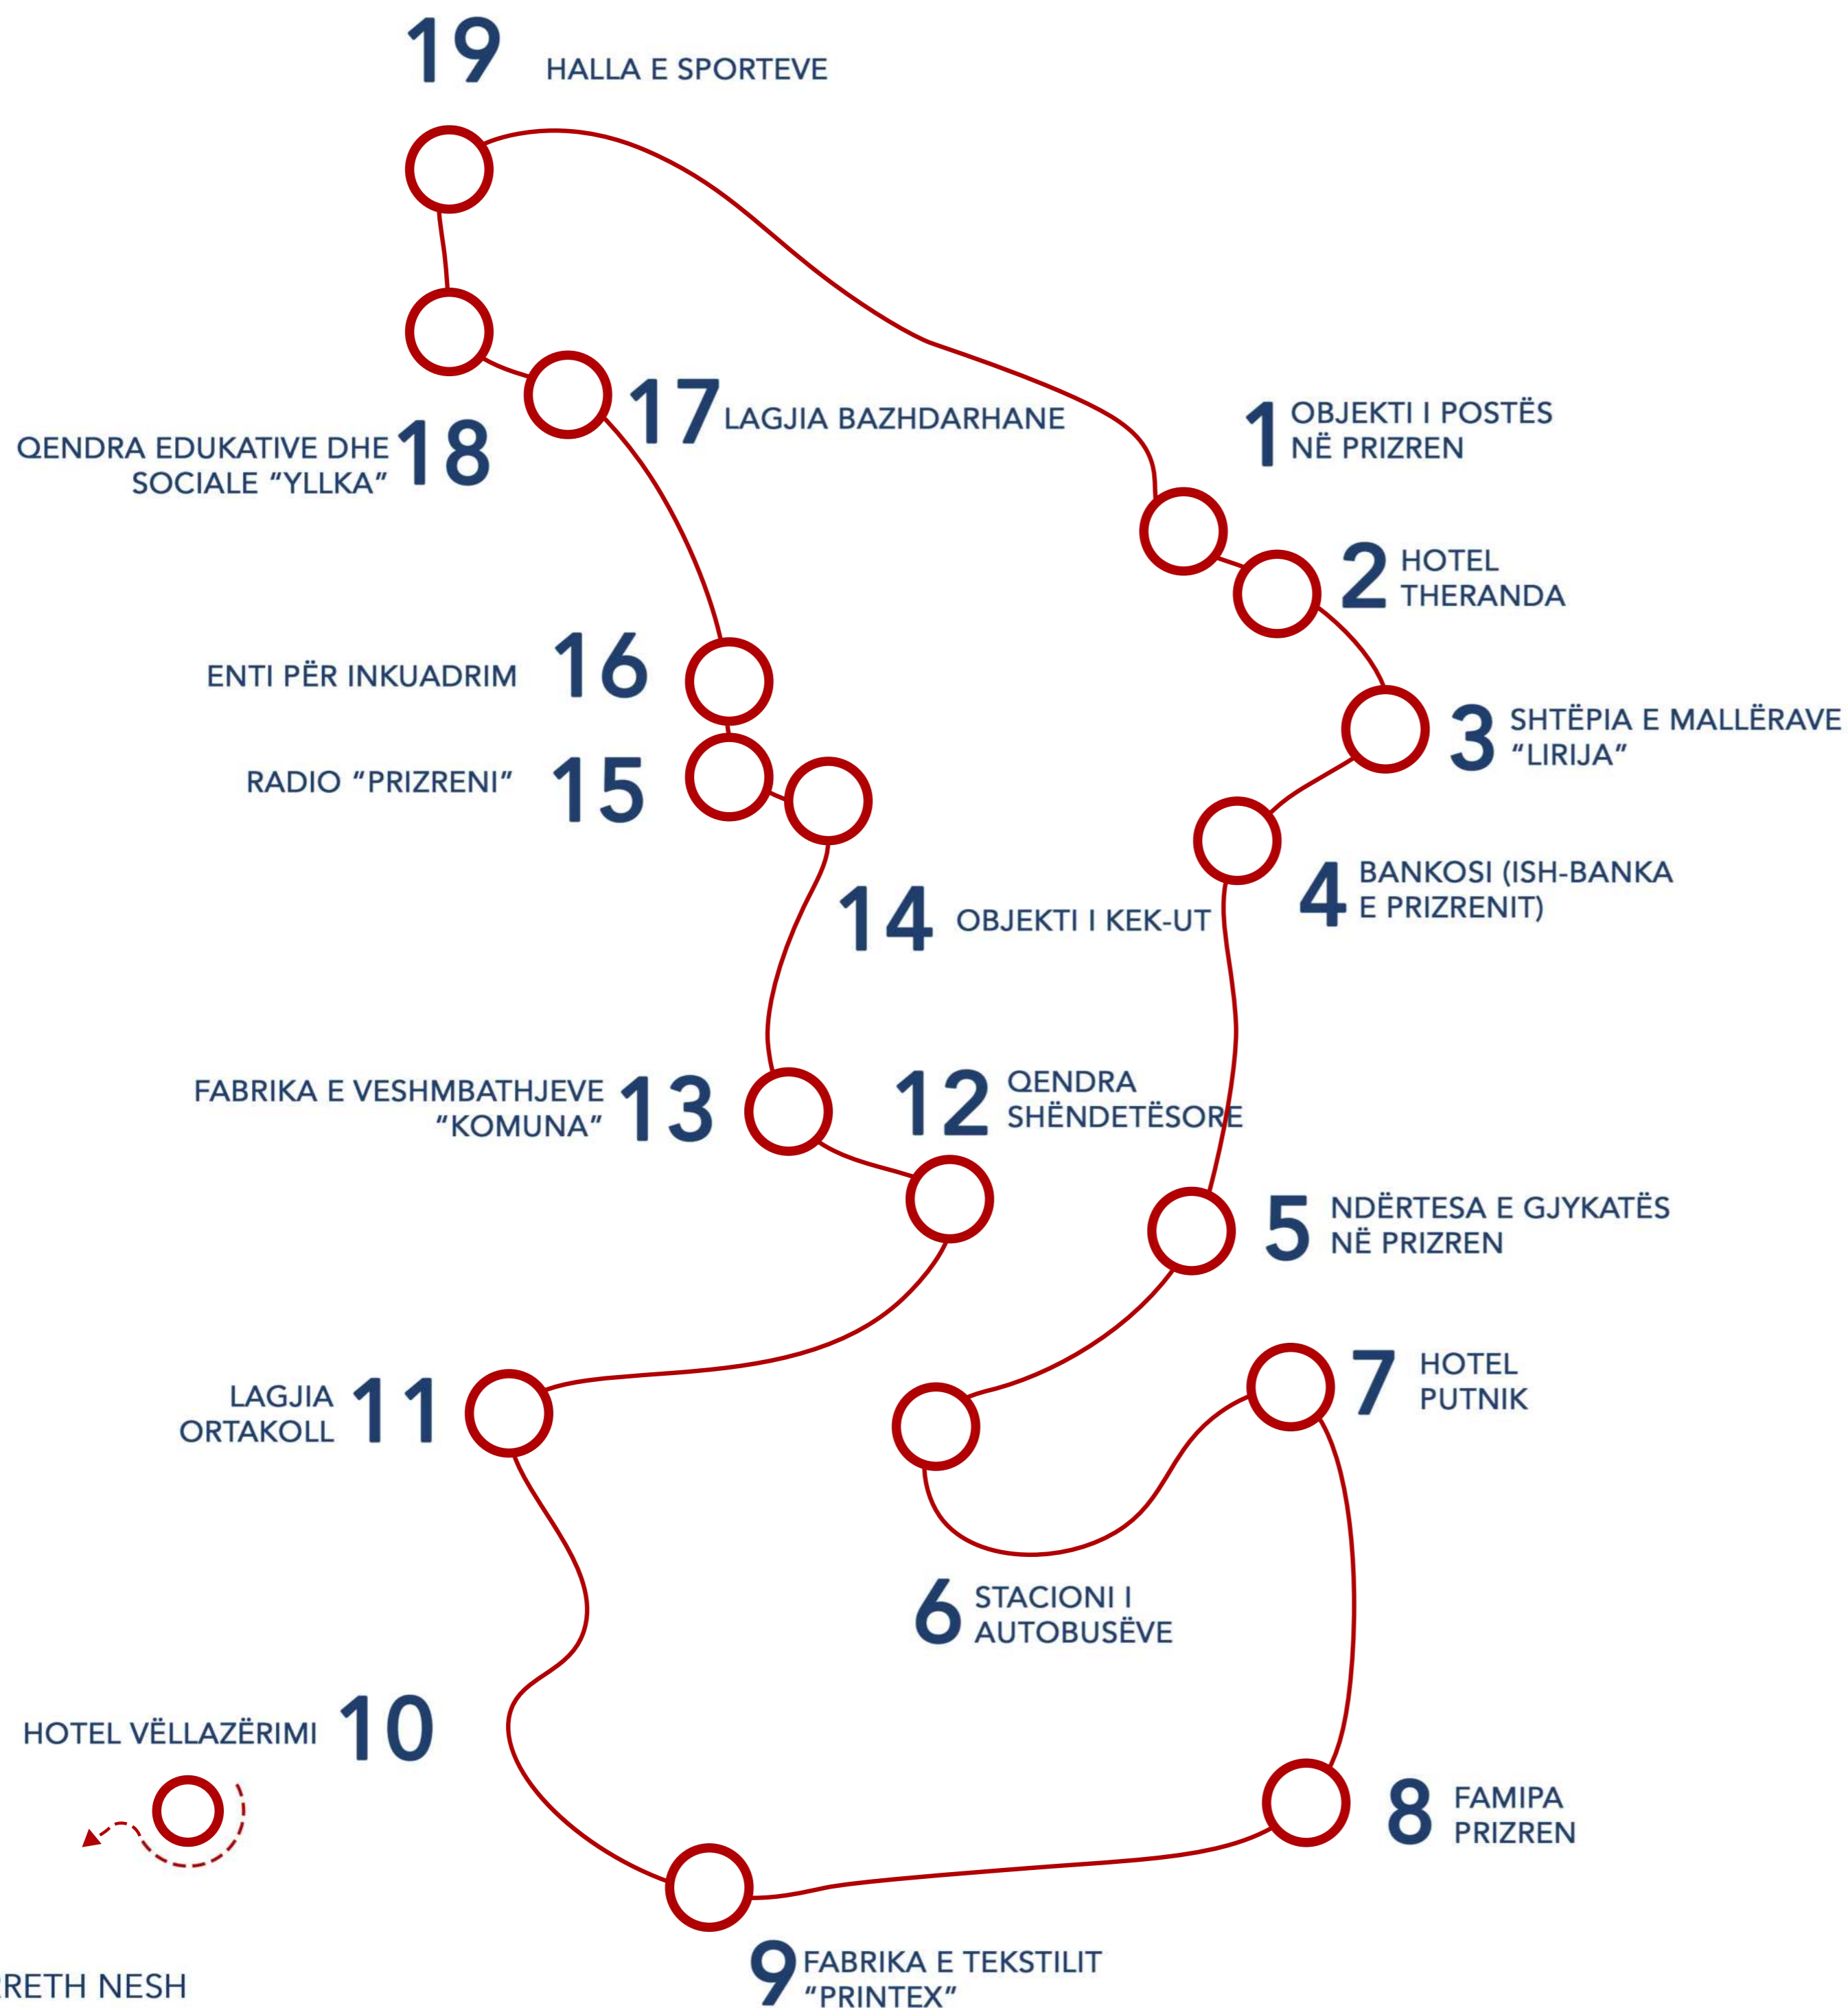 19 HALLA E SPORTEVE
17 LAGJIA BAZHDARHANE
1 OBJEKTI I POSTËS
NË PRIZREN
QENDRA EDUKATIVE DHE 18
SOCIALE "YLLKA"
2 HOTEL
THERANDA
ENTI PËR INKUADRIM 16
3 SHTËPIA E MALLËRAVE
"LIRIJA"
RADIO "PRIZRENI" 15
4 BANKOSI (ISH-BANKA
E PRIZRENIT)
14 OBJEKTI I KEK-UT
FABRIKA E VESHMBATHJEVE 13
"KOMUNA"
12 QENDRA
SHËNDETËSORE
5 NDËRTESA E GJYKATËS
NË PRIZREN
7 HOTEL
PUTNIK
LAGJIA 11
ORTAKOLL
6 STACIONI I
AUTOBUSËVE
HOTEL VËLLAZËRIMI 10
8 FAMIPA
PRIZREN
9 FABRIKA E TEKSTILIT
"PRINTEX"
RRETH NESH